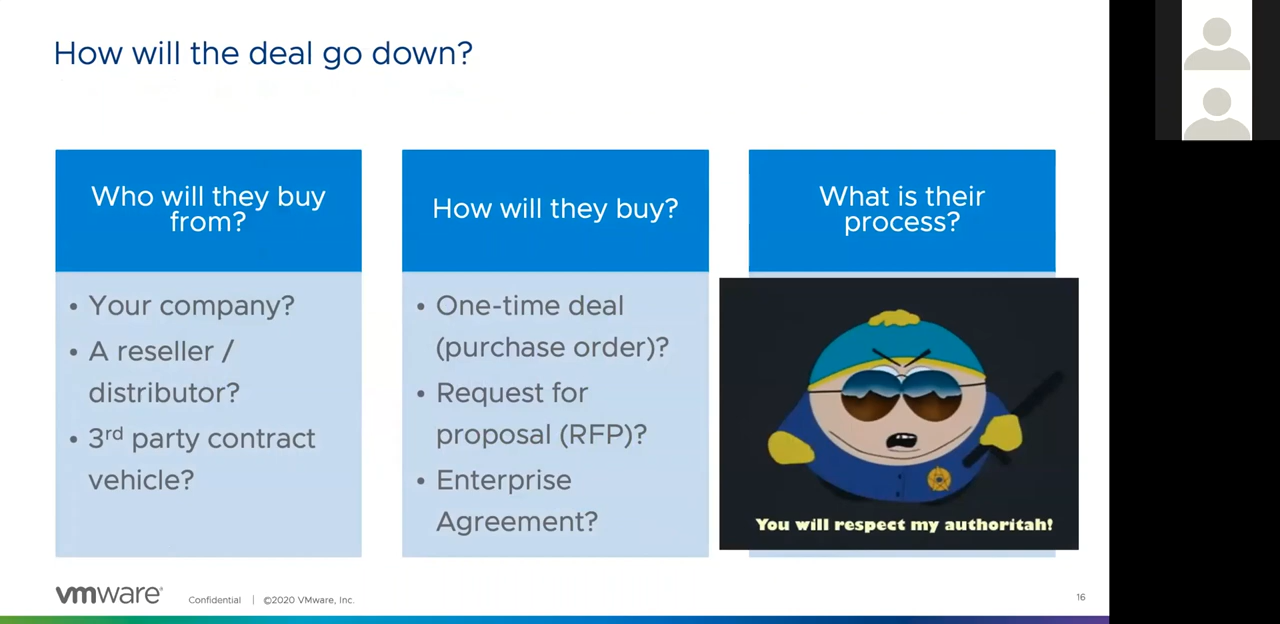 How will the deal go down?
Who will they buy
from?
• Your company?
• A reseller /
distributor?
• 3rd party contract
vehicle?
How will they buy?
• One-time deal
(purchase order)?
• Request for
proposal (RFP)?
• Enterprise
Agreement?
What is their
process?
You will respect my authoritah!
vmware
Confidential | ©2020 VMware, Inc.
16